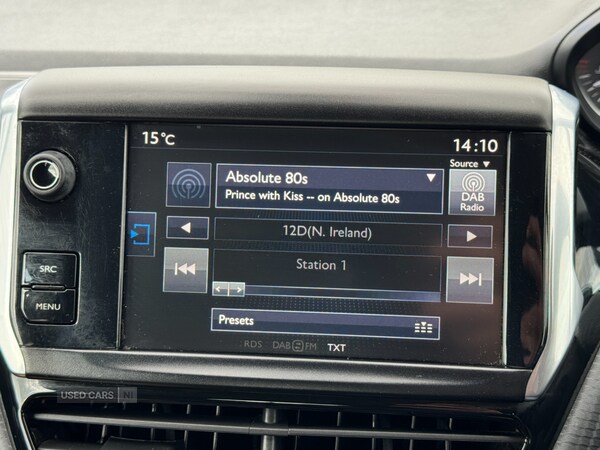 15°C
14:10
Source ▼
Absolute 80s
Prince with Kiss -- on Absolute 80s
DAB
Radio
12D(N. Ireland)
Station 1
SRC
MENU
Presets
RDS DAB FM TXT
USED CARS NI